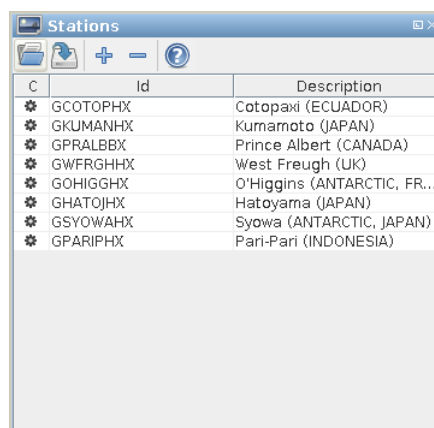 Stations
C Id Description
GCOTOPHX Cotopaxi (ECUADOR)
GKUMANHX Kumamoto (JAPAN)
GPRALBBX Prince Albert (CANADA)
GWFRGHHX West Freugh (UK)
GOHIGGHX O'Higgins (ANTARCTIC, FR...
GHATOJHX Hatoyama (JAPAN)
GSYOWAHX Syowa (ANTARCTIC, JAPAN)
GPARIPHX Pari-Pari (INDONESIA)